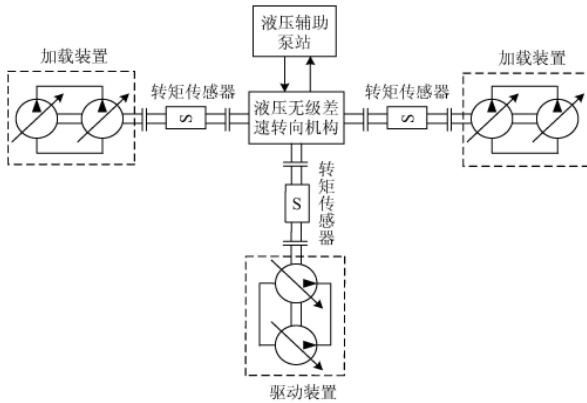 液压辅助
泵站
加载装置
转矩传感器
液压无级差
速转向机构
转矩传感器
加载装置
S
S
转矩传感器
S
驱动装置